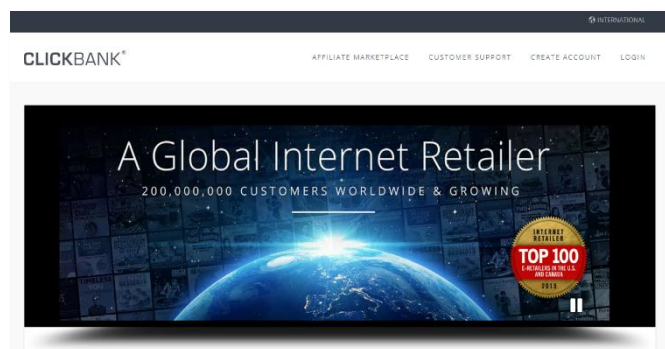 INTERNATIONAL
CLICKBANK®
AFFILIATE MARKETPLACE CUSTOMER SUPPORT CREATE ACCOUNT LOGIN
A Global Internet Retailer
200,000,000 CUSTOMERS WORLDWIDE & GROWING
INTERNET
RETAILER
TOP 100
E-RETAILERS IN THE U.S.
AND CANADA
2015